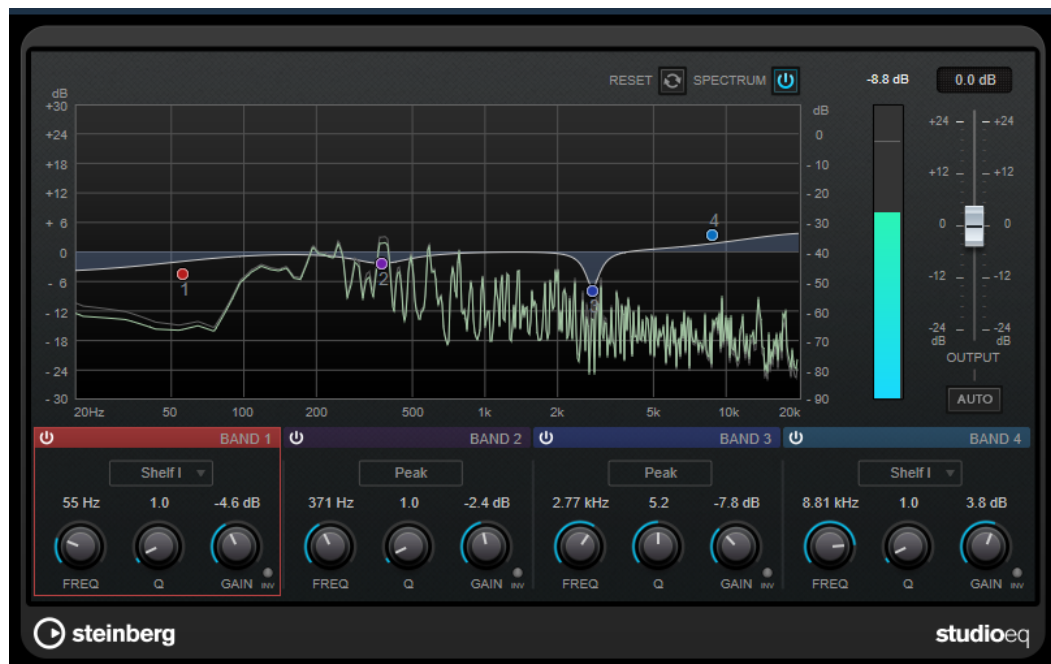 RESET SPECTRUM -8.8 dB 0.0 dB
dB
dB
+30
+24 0 +24 +24
+18 - 10
+12 - 20 +12 +12
+ 6 - 30
4
0 - 40 0 0
- 6 - 50 -12 -12
1 2 3
- 12 - 60
- 18 - 70 -24 -24
dB dB
- 24 - 80 OUTPUT
- 30 - 90 AUTO
20Hz 50 100 200 500 1k 2k 5k 10k 20k
BAND 1 BAND 2 BAND 3 BAND 4
Shelf I Peak Peak Shelf I
55 Hz 1.0 -4.6 dB 371 Hz 1.0 -2.4 dB 2.77 kHz 5.2 -7.8 dB 8.81 kHz 1.0 3.8 dB
FREQ Q GAIN INV FREQ Q GAIN INV FREQ Q GAIN INV FREQ Q GAIN INV
steinberg studioeq